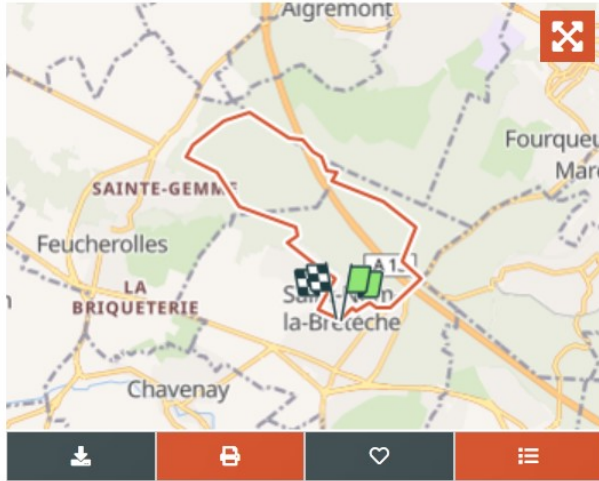 Aigremont
Fourqueu
Mar
SAINTE-GEMME
Feucherolles
A 13
LA
BRIQUETERIE
la-Bretèche
Chavenay